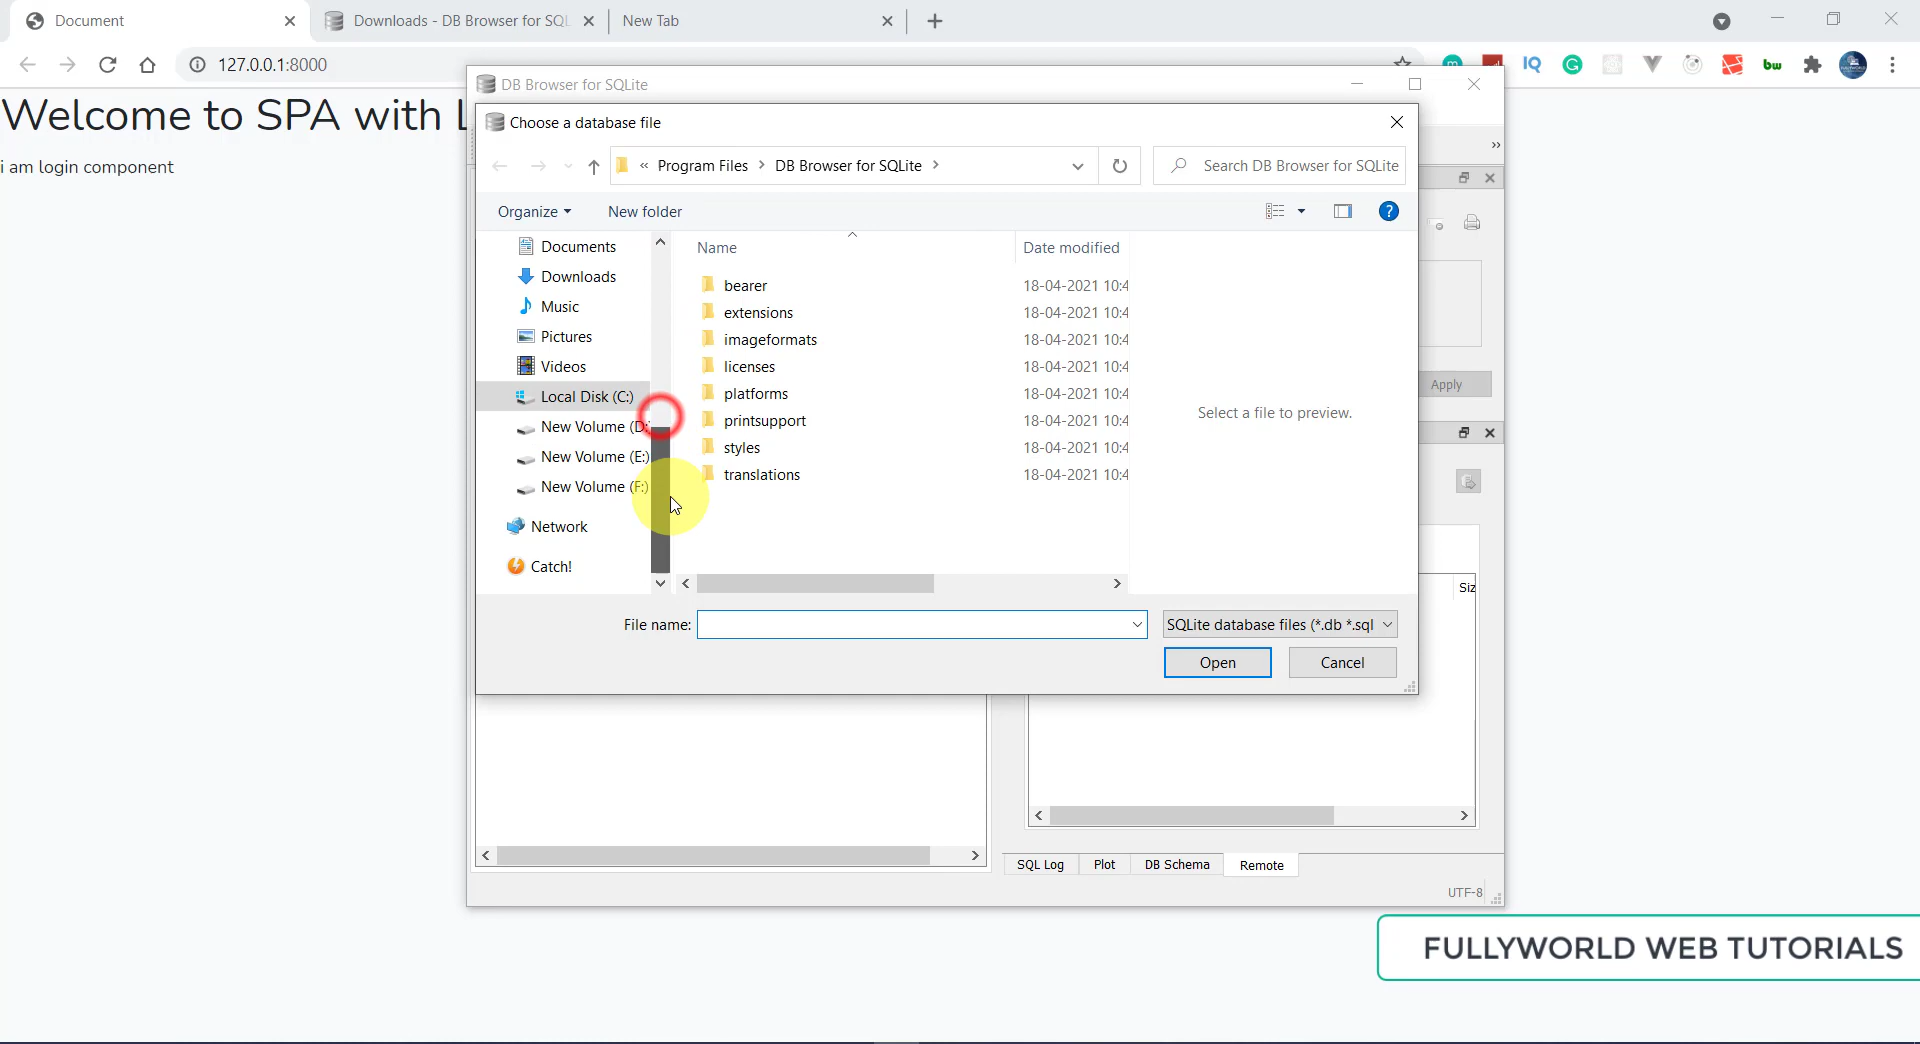 Document
Downloads - DB Browser for SQL
New Tab
127.0.0.1:8000
IQ
bw
DB Browser for SQLite
Welcome to SPA with L
i am login component
Choose a database file
« Program Files > DB Browser for SQLite >
Search DB Browser for SQLite
Organize
New folder
Documents
Downloads
Music
Pictures
Videos
Local Disk (C:)
New Volume (D:
New Volume (E:)
New Volume (F:)
Network
Catch!
Name Date modified
bearer 18-04-2021 10:4
extensions 18-04-2021 10:4
imageformats 18-04-2021 10:4
licenses 18-04-2021 10:4
platforms 18-04-2021 10:4
printsupport 18-04-2021 10:4
styles 18-04-2021 10:4
translations 18-04-2021 10:4
Select a file to preview.
File name:
SQLite database files (*.db *.sql
Open
Cancel
Apply
Siz
SQL Log
Plot
DB Schema
Remote
UTF-8
FULLYWORLD WEB TUTORIALS